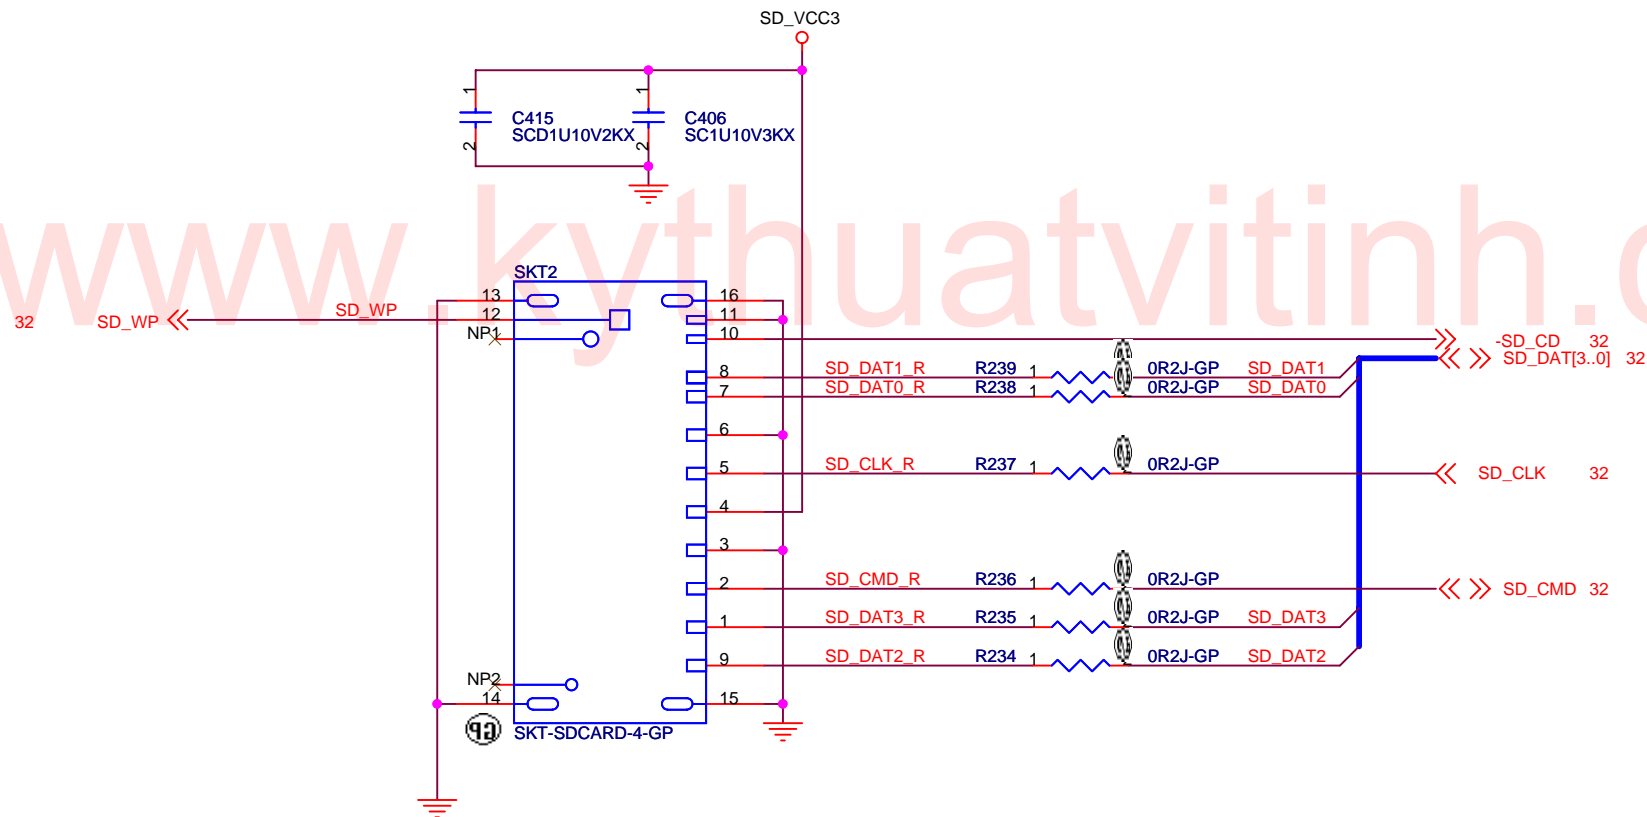 SD_VCC3
1
1
C415
SCD1U10V2KX
C406
SC1U10V3KX
2
2
www.kythuatvitinh.c
SKT2
13
16
32 SD_WP
SD_WP
12
11
NP1
10
-SD_CD 32
SD_DAT[3..0] 32
8 SD_DAT1_R R239 1 0R2J-GP SD_DAT1
7 SD_DAT0_R R238 1 0R2J-GP SD_DAT0
6
5 SD_CLK_R R237 1 0R2J-GP SD_CLK 32
4
3
2 SD_CMD_R R236 1 0R2J-GP SD_CMD 32
1 SD_DAT3_R R235 1 0R2J-GP SD_DAT3
9 SD_DAT2_R R234 1 0R2J-GP SD_DAT2
NP2
14
15
GP
SKT-SDCARD-4-GP